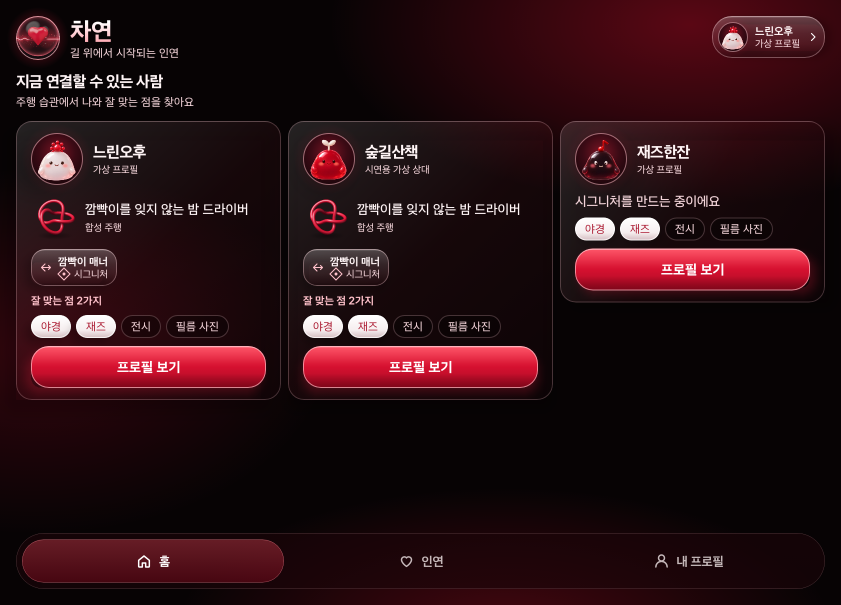 차연
길 위에서 시작되는 인연
느린오후
가상 프로필
지금 연결할 수 있는 사람
주행 습관에서 나와 잘 맞는 점을 찾아요
느린오후
가상 프로필
깜빡이를 잊지 않는 밤 드라이버
합성 주행
깜빡이 매너
시그니처
잘 맞는 점 2가지
야경 재즈 전시 필름 사진
프로필 보기
숲길산책
시연용 가상 상대
깜빡이를 잊지 않는 밤 드라이버
합성 주행
깜빡이 매너
시그니처
잘 맞는 점 2가지
야경 재즈 전시 필름 사진
프로필 보기
재즈한잔
가상 프로필
시그니처를 만드는 중이에요
야경 재즈 전시 필름 사진
프로필 보기
홈 인연 내 프로필